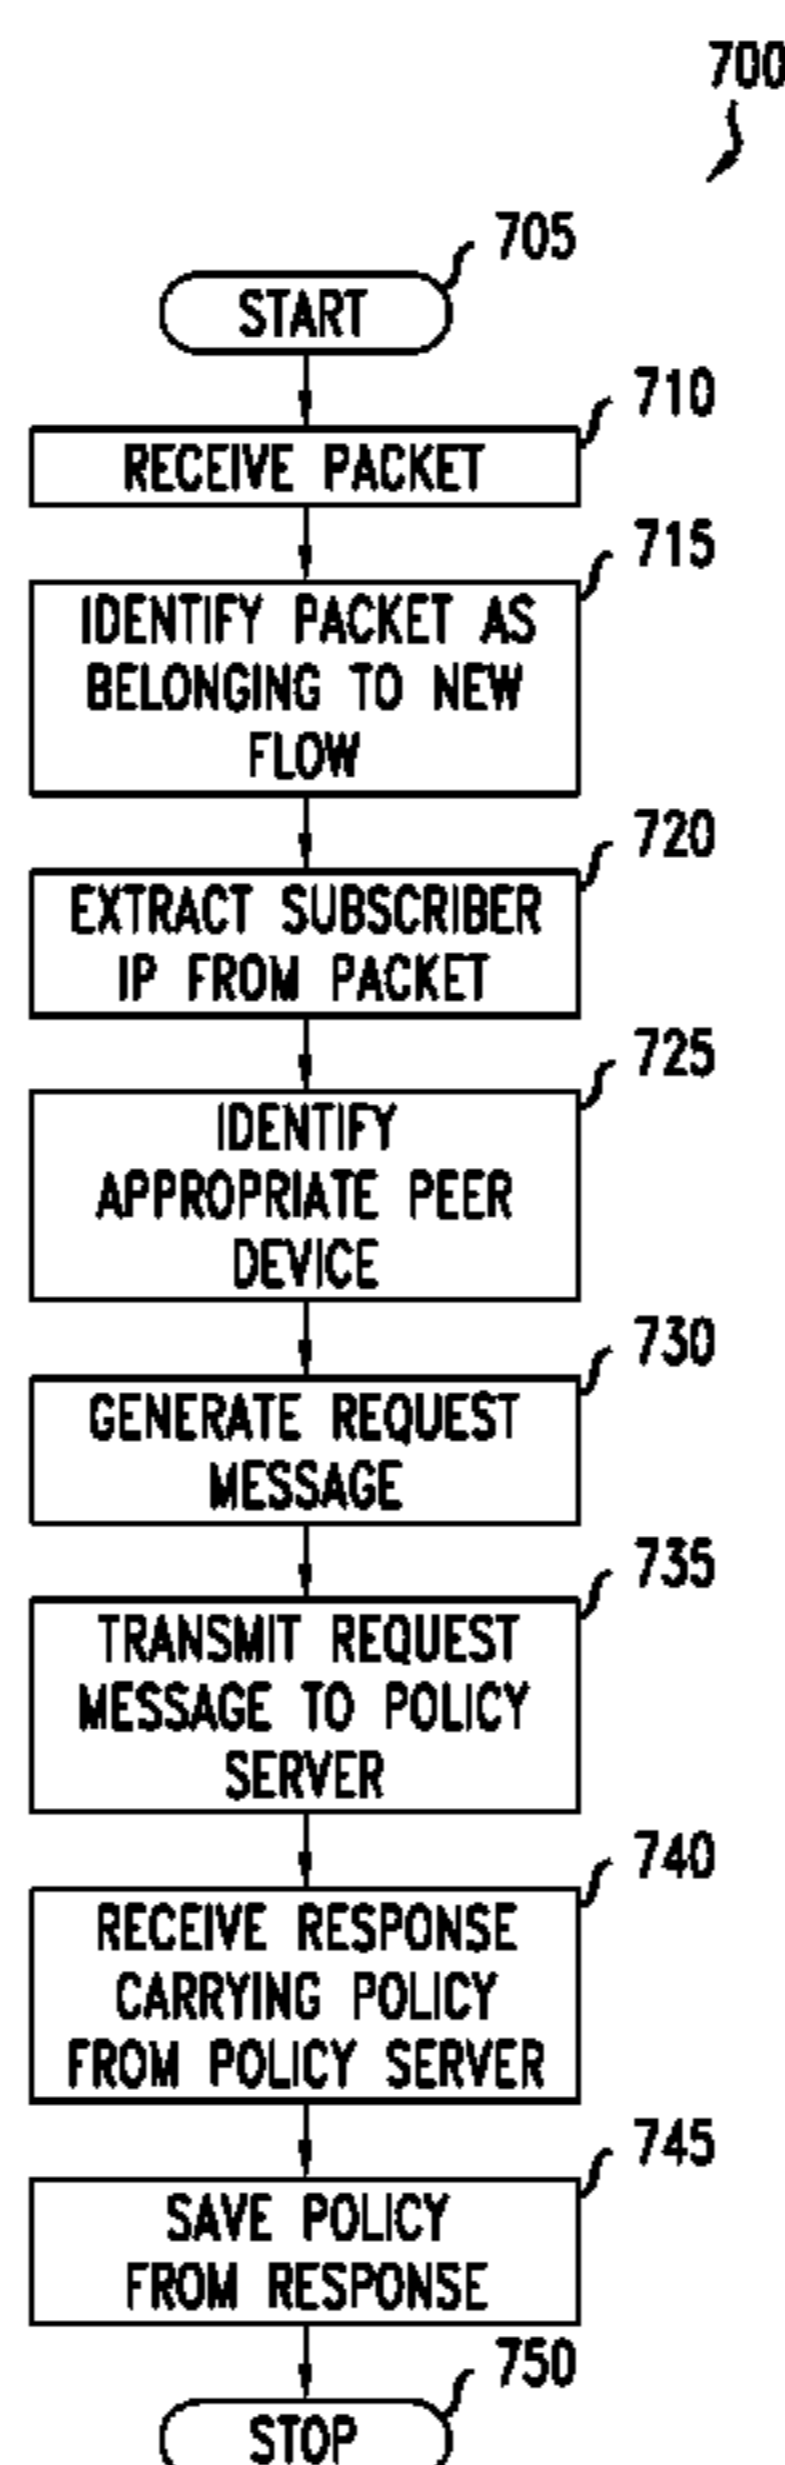 700
705
START
710
RECEIVE PACKET
715
IDENTIFY PACKET AS
BELONGING TO NEW
FLOW
720
EXTRACT SUBSCRIBER
IP FROM PACKET
725
IDENTIFY
APPROPRIATE PEER
DEVICE
730
GENERATE REQUEST
MESSAGE
735
TRANSMIT REQUEST
MESSAGE TO POLICY
SERVER
740
RECEIVE RESPONSE
CARRYING POLICY
FROM POLICY SERVER
745
SAVE POLICY
FROM RESPONSE
750
STOP